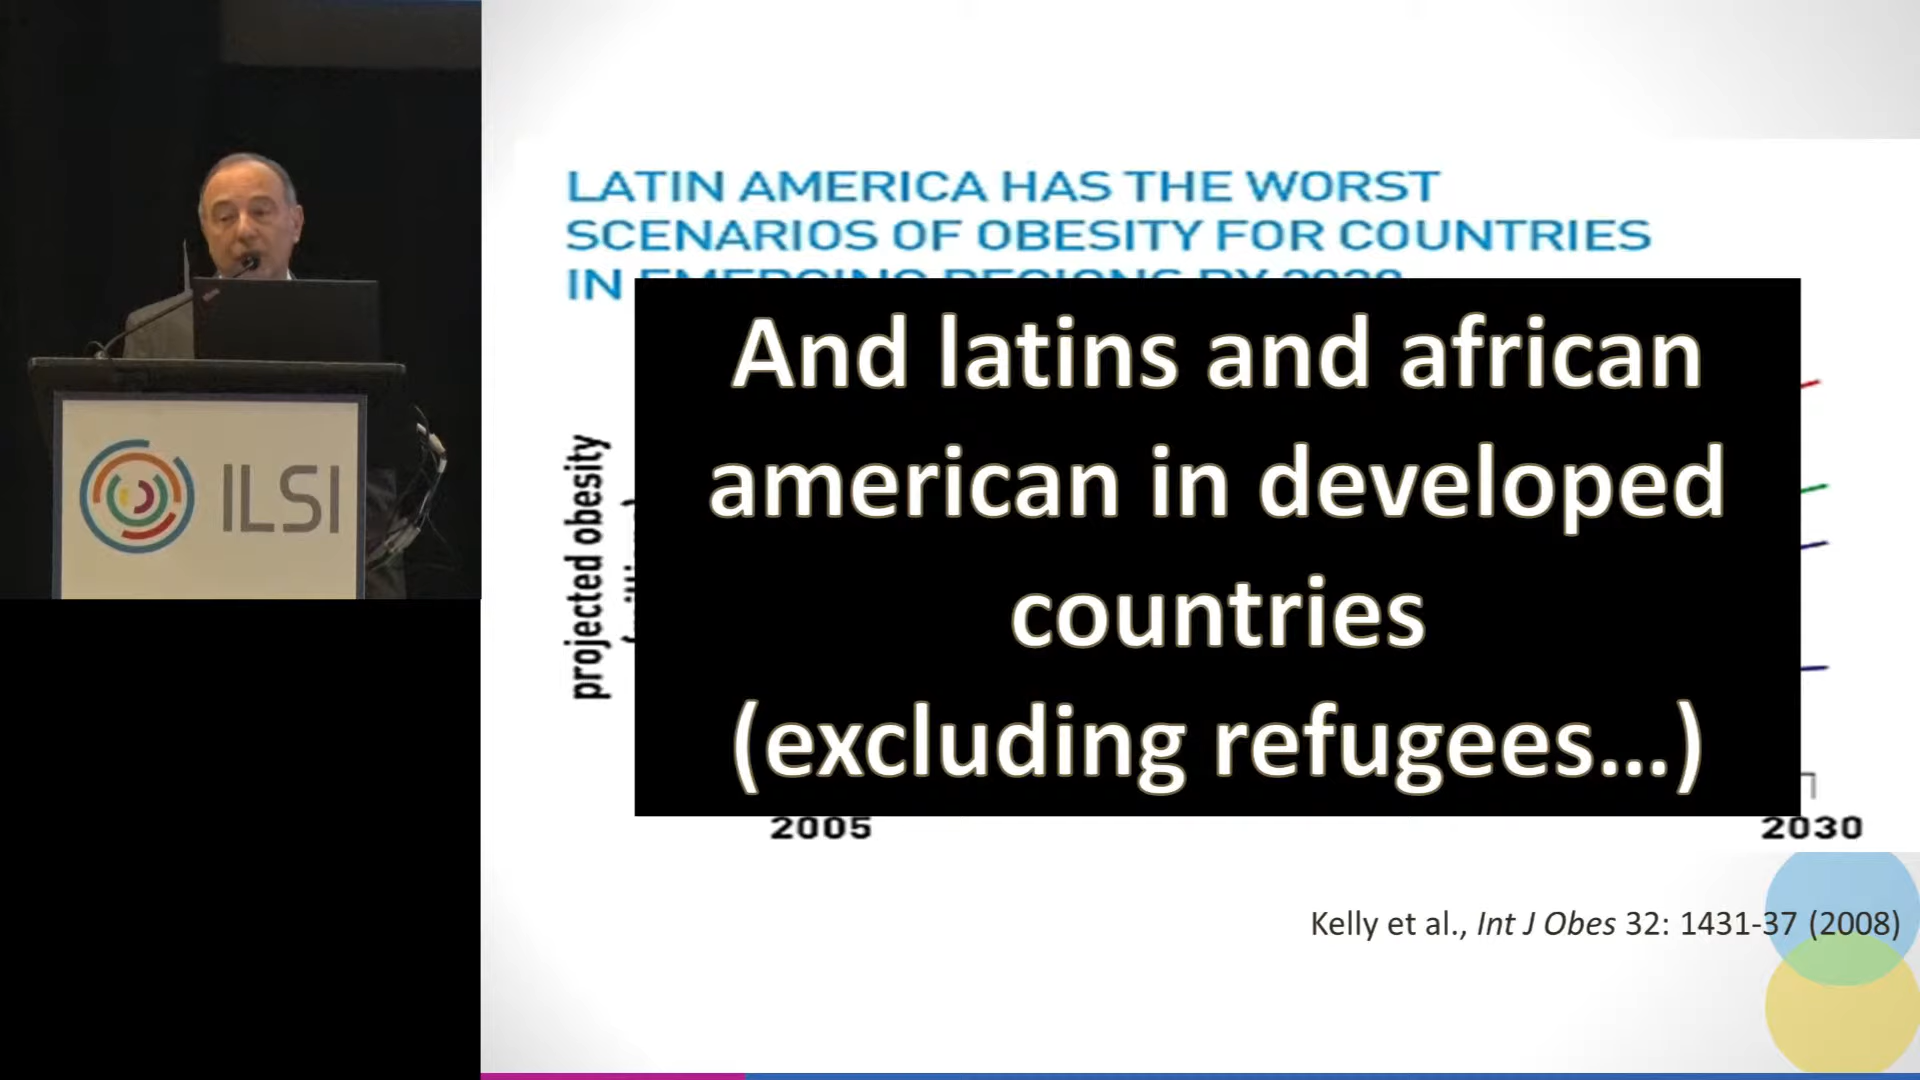 LATIN AMERICA HAS THE WORST
SCENARIOS OF OBESITY FOR COUNTRIES
IN EMERGING REGIONS BY 2030
And latins and african
american in developed
countries
(excluding refugees...)
projected obesity
2005
2030
Kelly et al., Int J Obes 32: 1431-37 (2008)
ILSI